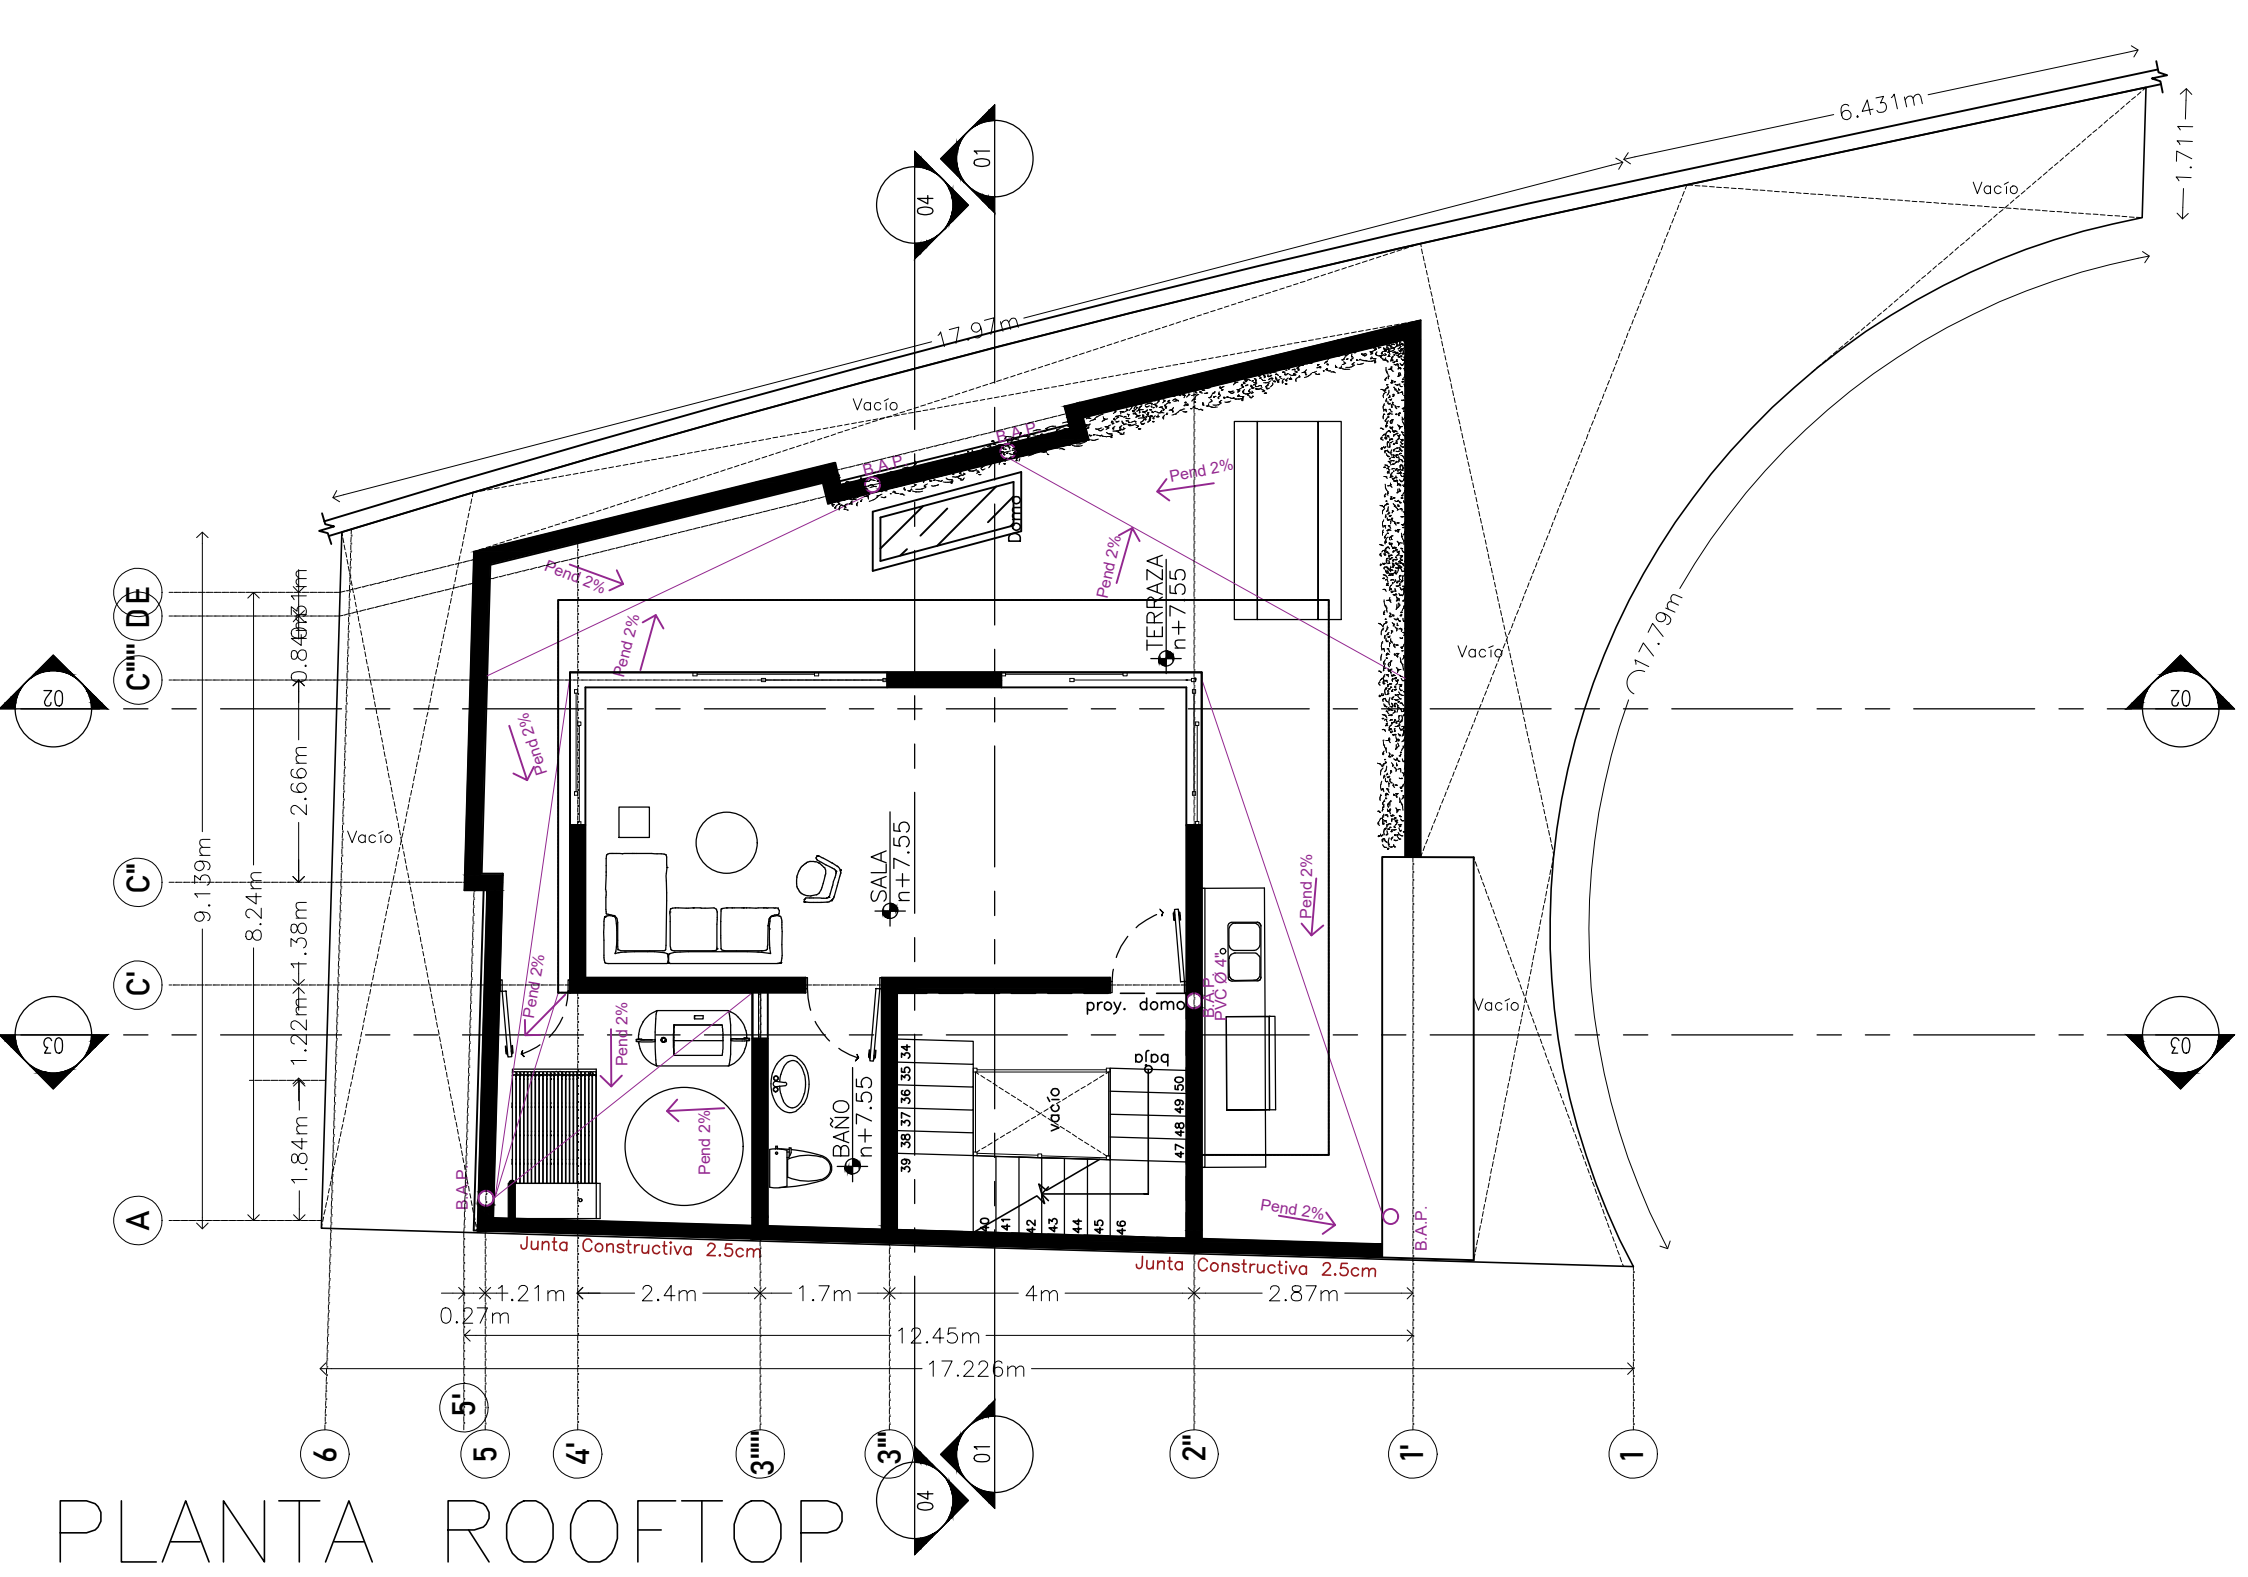 6.431m
1.711
01
04
Vacío
17.97m
Vacío
B.A.P
B.A.P
Pend 2%
Domo
Pend 2%
Pend 2%
TERRAZA
n+7.55
Pend 2%
E
D
C''''
C''
C'
A
0.31m
0.84m
2.66m
1.38m
1.22m
1.84m
8.24m
9.139m
17.79m
Vacío
02
02
Pend 2%
Vacío
SALA
n+7.55
Pend 2%
Pend 2%
Pend 2%
proy. domo
B.A.P
PVC Ø 4"
Vacío
03
03
baja
34
35
36
37
38
39
vacío
50
49
48
47
Pend 2%
BAÑO
n+7.55
B.A.P
40
41
42
43
44
45
46
Pend 2%
B.A.P.
Junta Constructiva 2.5cm
Junta Constructiva 2.5cm
1.21m
2.4m
1.7m
4m
2.87m
0.27m
12.45m
17.226m
5'
6
5
4'
3''''
3'''
2''
1'
1
01
04
PLANTA ROOFTOP